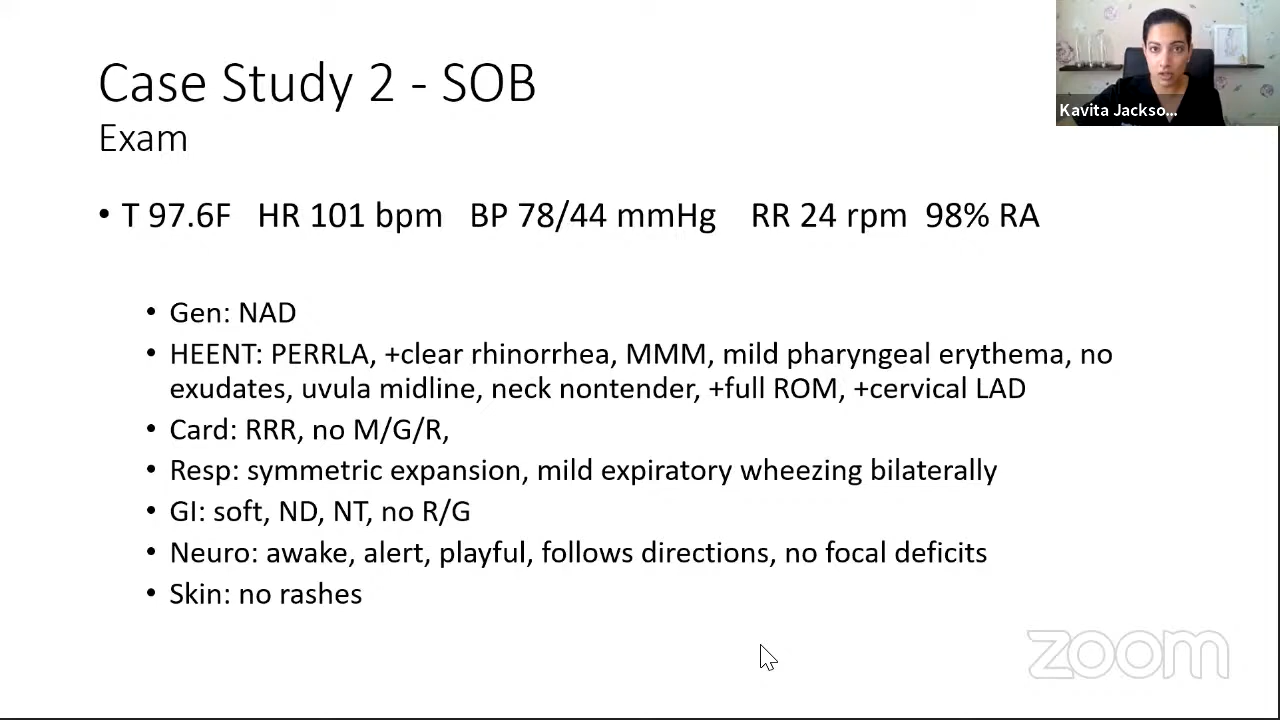 Case Study 2 - SOB
Exam
Kavita Jackso...
• T 97.6F HR 101 bpm BP 78/44 mmHg RR 24 rpm 98% RA
• Gen: NAD
• HEENT: PERRLA, +clear rhinorrhea, MMM, mild pharyngeal erythema, no
exudates, uvula midline, neck nontender, +full ROM, +cervical LAD
• Card: RRR, no M/G/R,
• Resp: symmetric expansion, mild expiratory wheezing bilaterally
• GI: soft, ND, NT, no R/G
• Neuro: awake, alert, playful, follows directions, no focal deficits
• Skin: no rashes
zoom